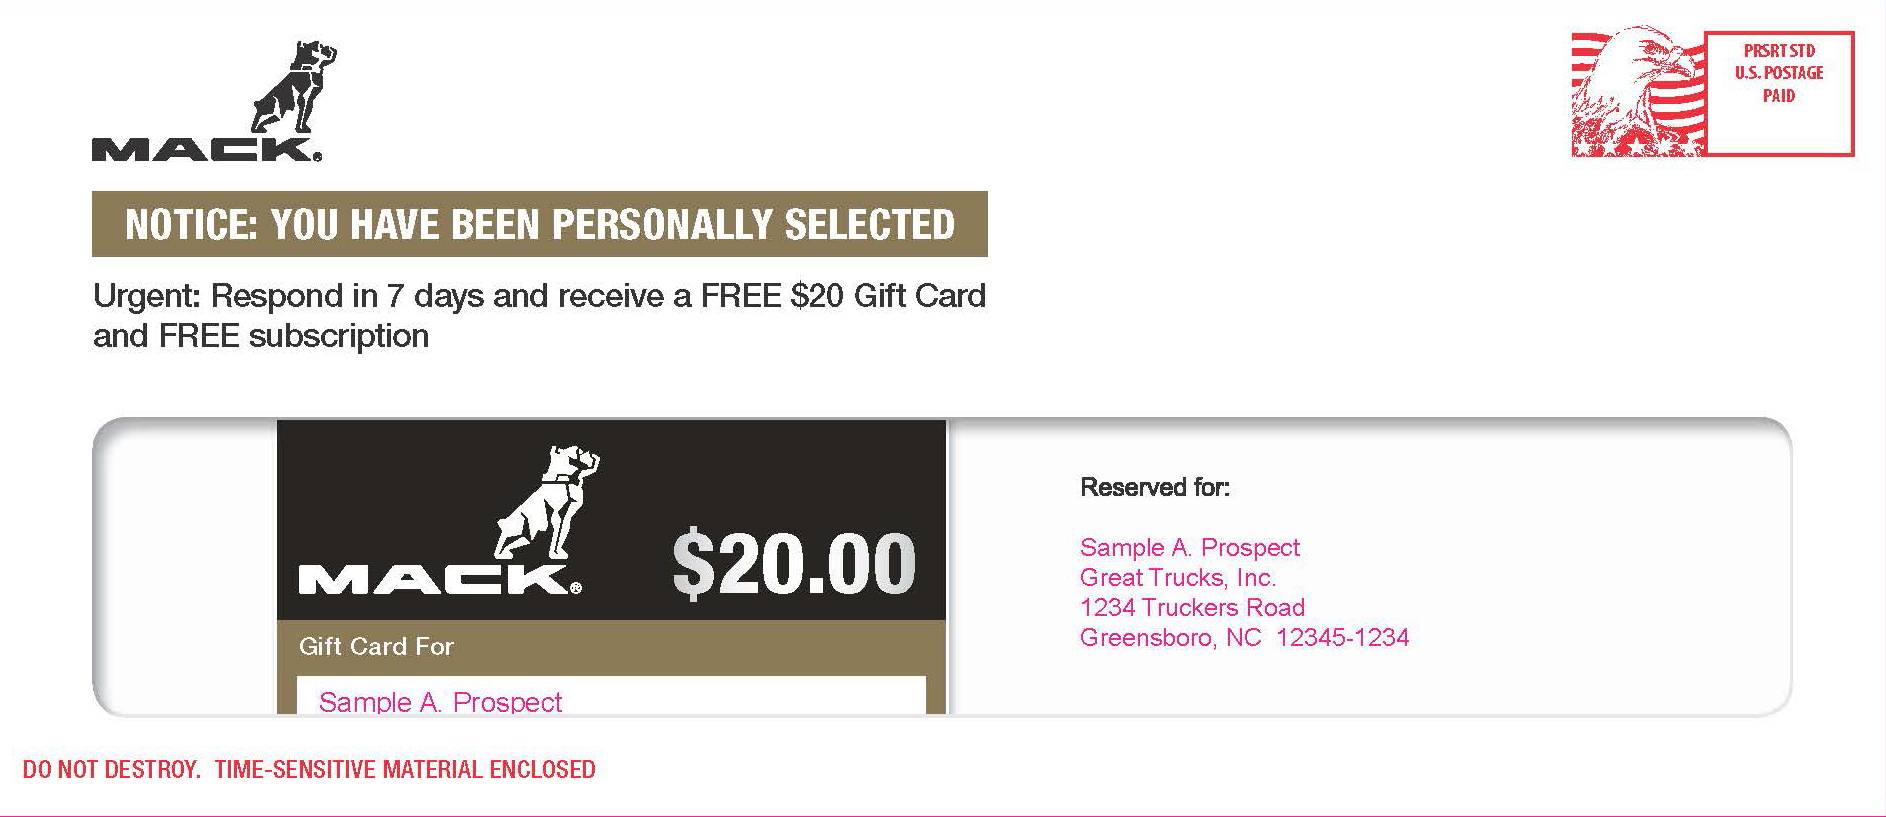 MACK®
PRSRT STD
U.S. POSTAGE
PAID
NOTICE: YOU HAVE BEEN PERSONALLY SELECTED
Urgent: Respond in 7 days and receive a FREE $20 Gift Card
and FREE subscription
MACK®
$20.00
Gift Card For
Sample A. Prospect
Reserved for:
Sample A. Prospect
Great Trucks, Inc.
1234 Truckers Road
Greensboro, NC  12345-1234
DO NOT DESTROY.  TIME-SENSITIVE MATERIAL ENCLOSED